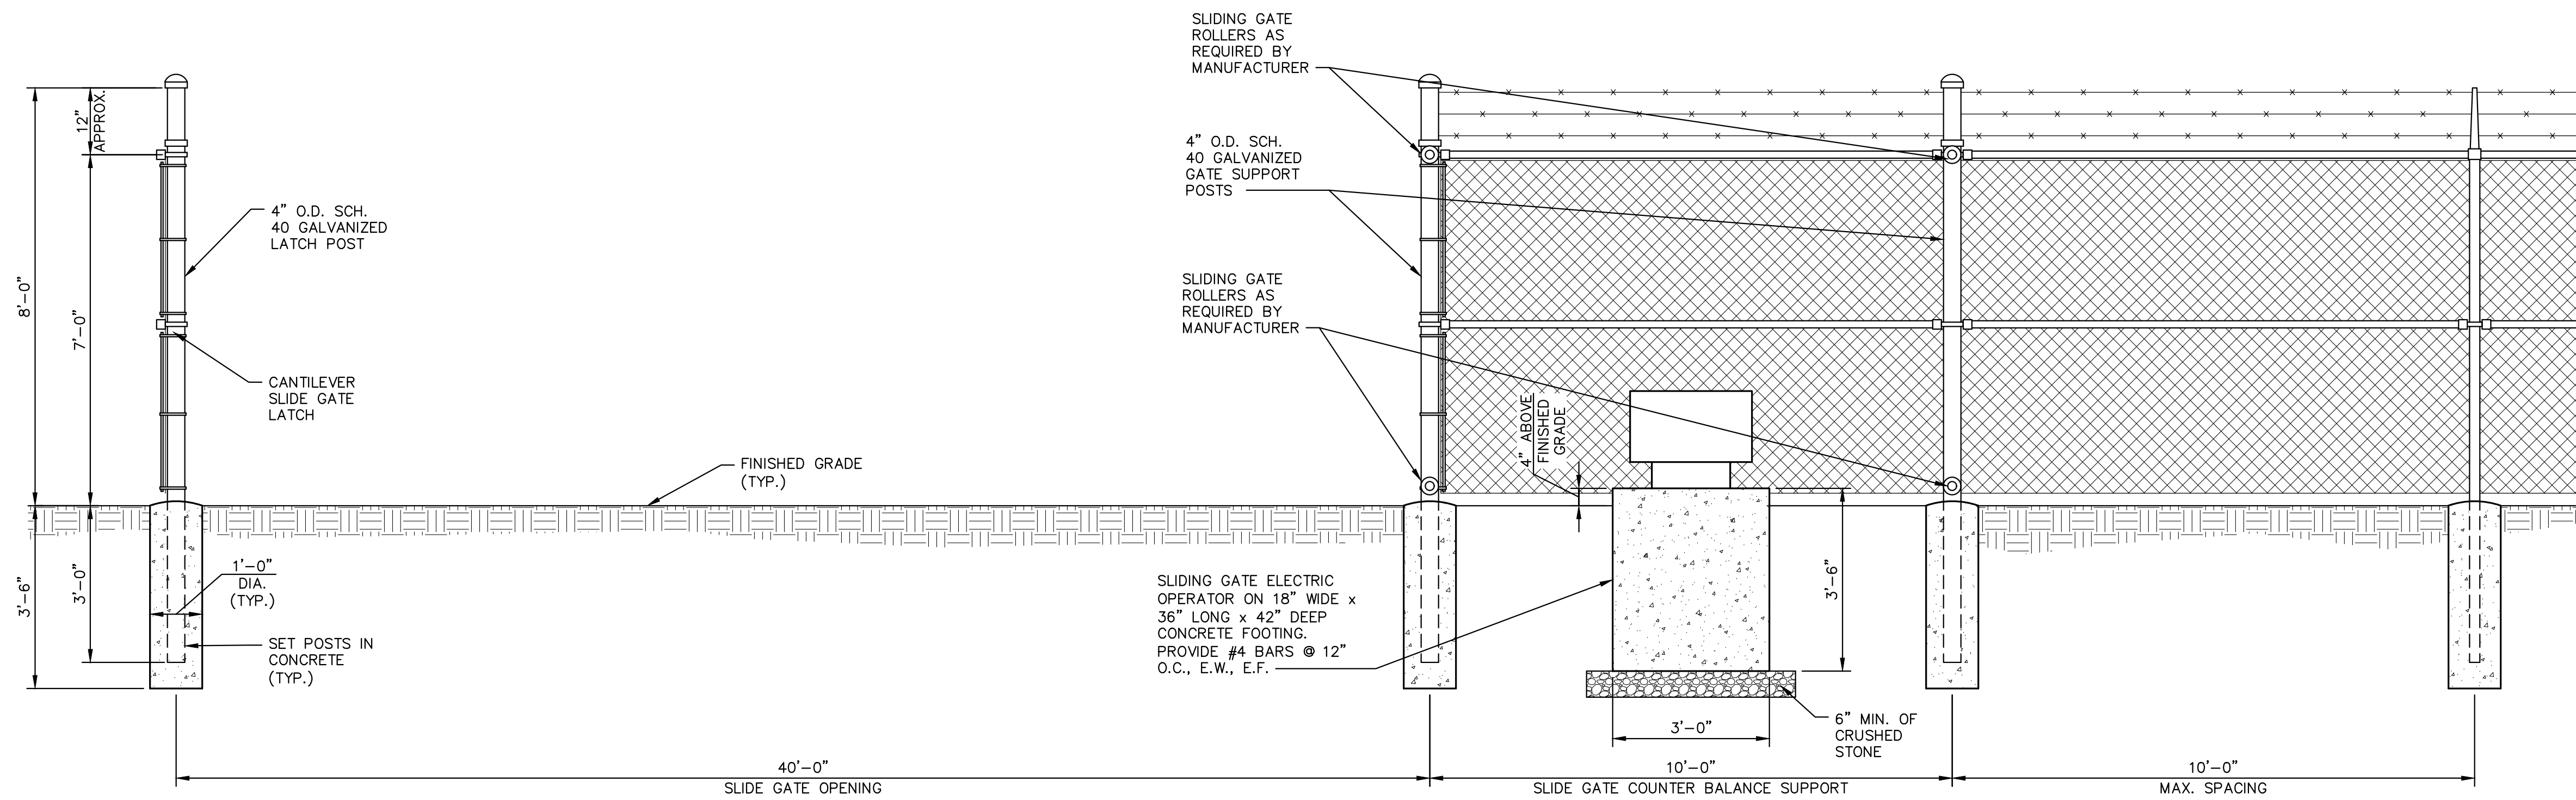 SLIDING GATE
ROLLERS AS
REQUIRED BY
MANUFACTURER
12”
APPROX.
4” O.D. SCH.
40 GALVANIZED
GATE SUPPORT
POSTS
4” O.D. SCH.
40 GALVANIZED
LATCH POST
8’-0”
7’-0”
SLIDING GATE
ROLLERS AS
REQUIRED BY
MANUFACTURER
CANTILEVER
SLIDE GATE
LATCH
4” ABOVE
FINISHED
GRADE
FINISHED GRADE
(TYP.)
3’-6”
3’-0”
1’-0”
DIA.
(TYP.)
SET POSTS IN
CONCRETE
(TYP.)
SLIDING GATE ELECTRIC
OPERATOR ON 18” WIDE x
36” LONG x 42” DEEP
CONCRETE FOOTING.
PROVIDE #4 BARS @ 12”
O.C., E.W., E.F.
3’-6”
3’-0”
6” MIN. OF
CRUSHED
STONE
40’-0”
SLIDE GATE OPENING
10’-0”
SLIDE GATE COUNTER BALANCE SUPPORT
10’-0”
MAX. SPACING